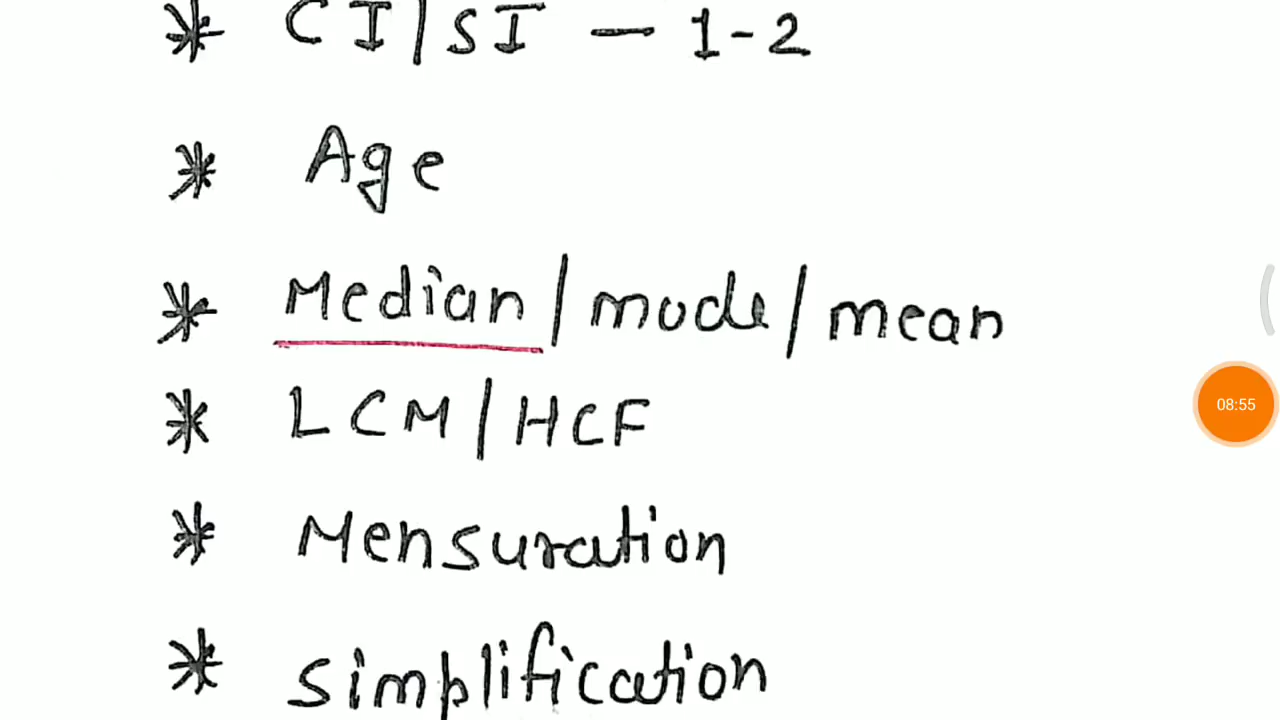 * CI/SI - 1-2
* Age
* Median/mode/mean
08:55
* LCM/HCF
* Mensuration
* Simplification